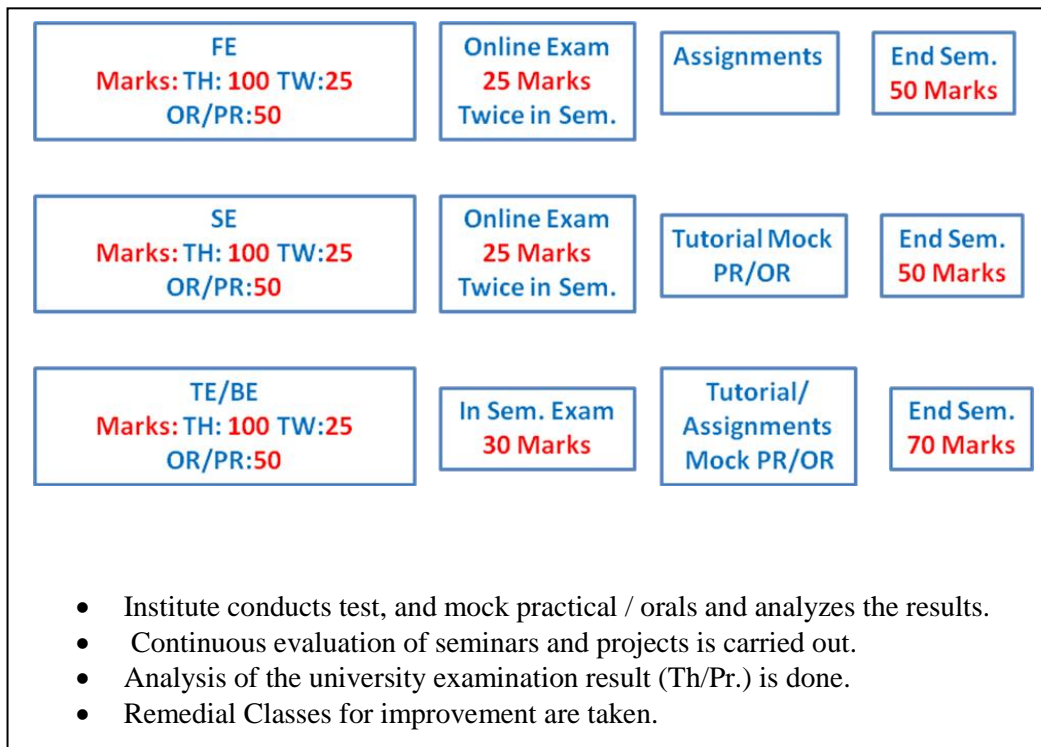 FE
Marks: TH: 100 TW:25
OR/PR:50
Online Exam
25 Marks
Twice in Sem.
Assignments
End Sem.
50 Marks
SE
Marks: TH: 100 TW:25
OR/PR:50
Online Exam
25 Marks
Twice in Sem.
Tutorial Mock
PR/OR
End Sem.
50 Marks
TE/BE
Marks: TH: 100 TW:25
OR/PR:50
In Sem. Exam
30 Marks
Tutorial/
Assignments
Mock PR/OR
End Sem.
70 Marks
• Institute conducts test, and mock practical / orals and analyzes the results.
• Continuous evaluation of seminars and projects is carried out.
• Analysis of the university examination result (Th/Pr.) is done.
• Remedial Classes for improvement are taken.